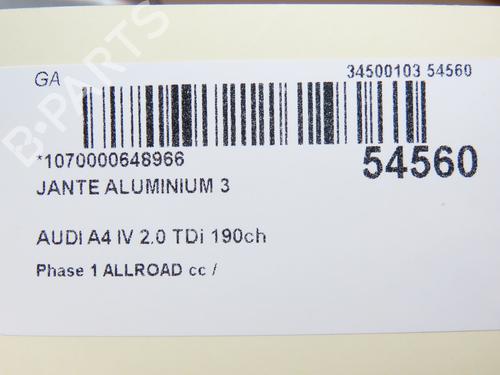 GA
34500103 54560
*1070000648966
54560
JANTE ALUMINIUM 3
AUDI A4 IV 2.0 TDi 190ch
Phase 1 ALLROAD cc /
B-PARTS